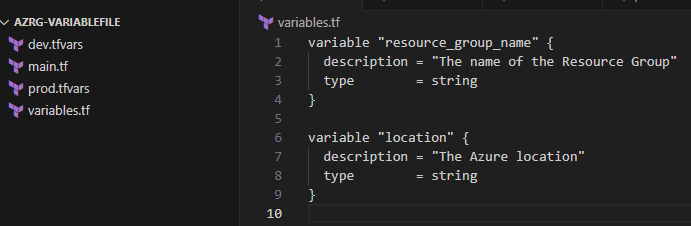 AZRG-VARIABLEFILE
dev.tfvars
main.tf
prod.tfvars
variables.tf
variables.tf
1 variable "resource_group_name" {
2   description = "The name of the Resource Group"
3   type        = string
4 }
5
6 variable "location" {
7   description = "The Azure location"
8   type        = string
9 }
10